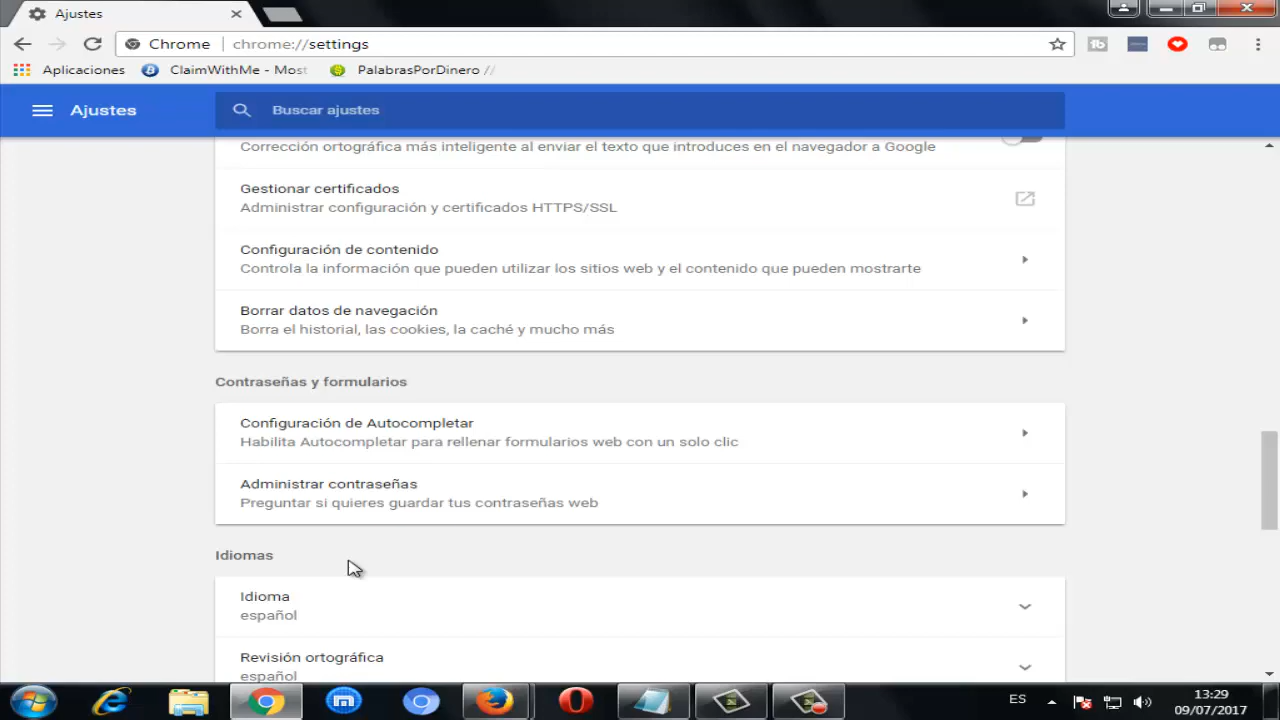 Ajustes
Chrome chrome://settings
Aplicaciones ClaimWithMe - Most PalabrasPorDinero //
Ajustes Buscar ajustes
Corrección ortográfica más inteligente al enviar el texto que introduces en el navegador a Google
Gestionar certificados
Administrar configuración y certificados HTTPS/SSL
Configuración de contenido
Controla la información que pueden utilizar los sitios web y el contenido que pueden mostrarte
Borrar datos de navegación
Borra el historial, las cookies, la caché y mucho más
Contraseñas y formularios
Configuración de Autocompletar
Habilita Autocompletar para rellenar formularios web con un solo clic
Administrar contraseñas
Preguntar si quieres guardar tus contraseñas web
Idiomas
Idioma
español
Revisión ortográfica
español
ES
13:29
09/07/2017